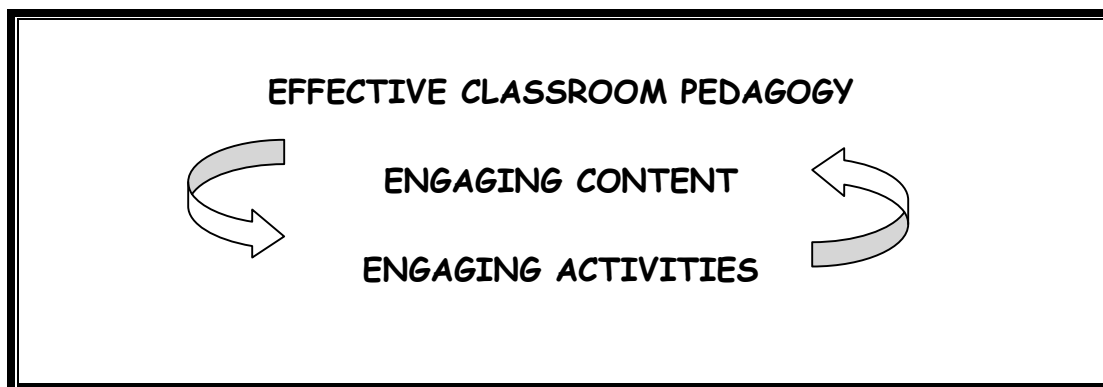 EFFECTIVE CLASSROOM PEDAGOGY
ENGAGING CONTENT
ENGAGING ACTIVITIES